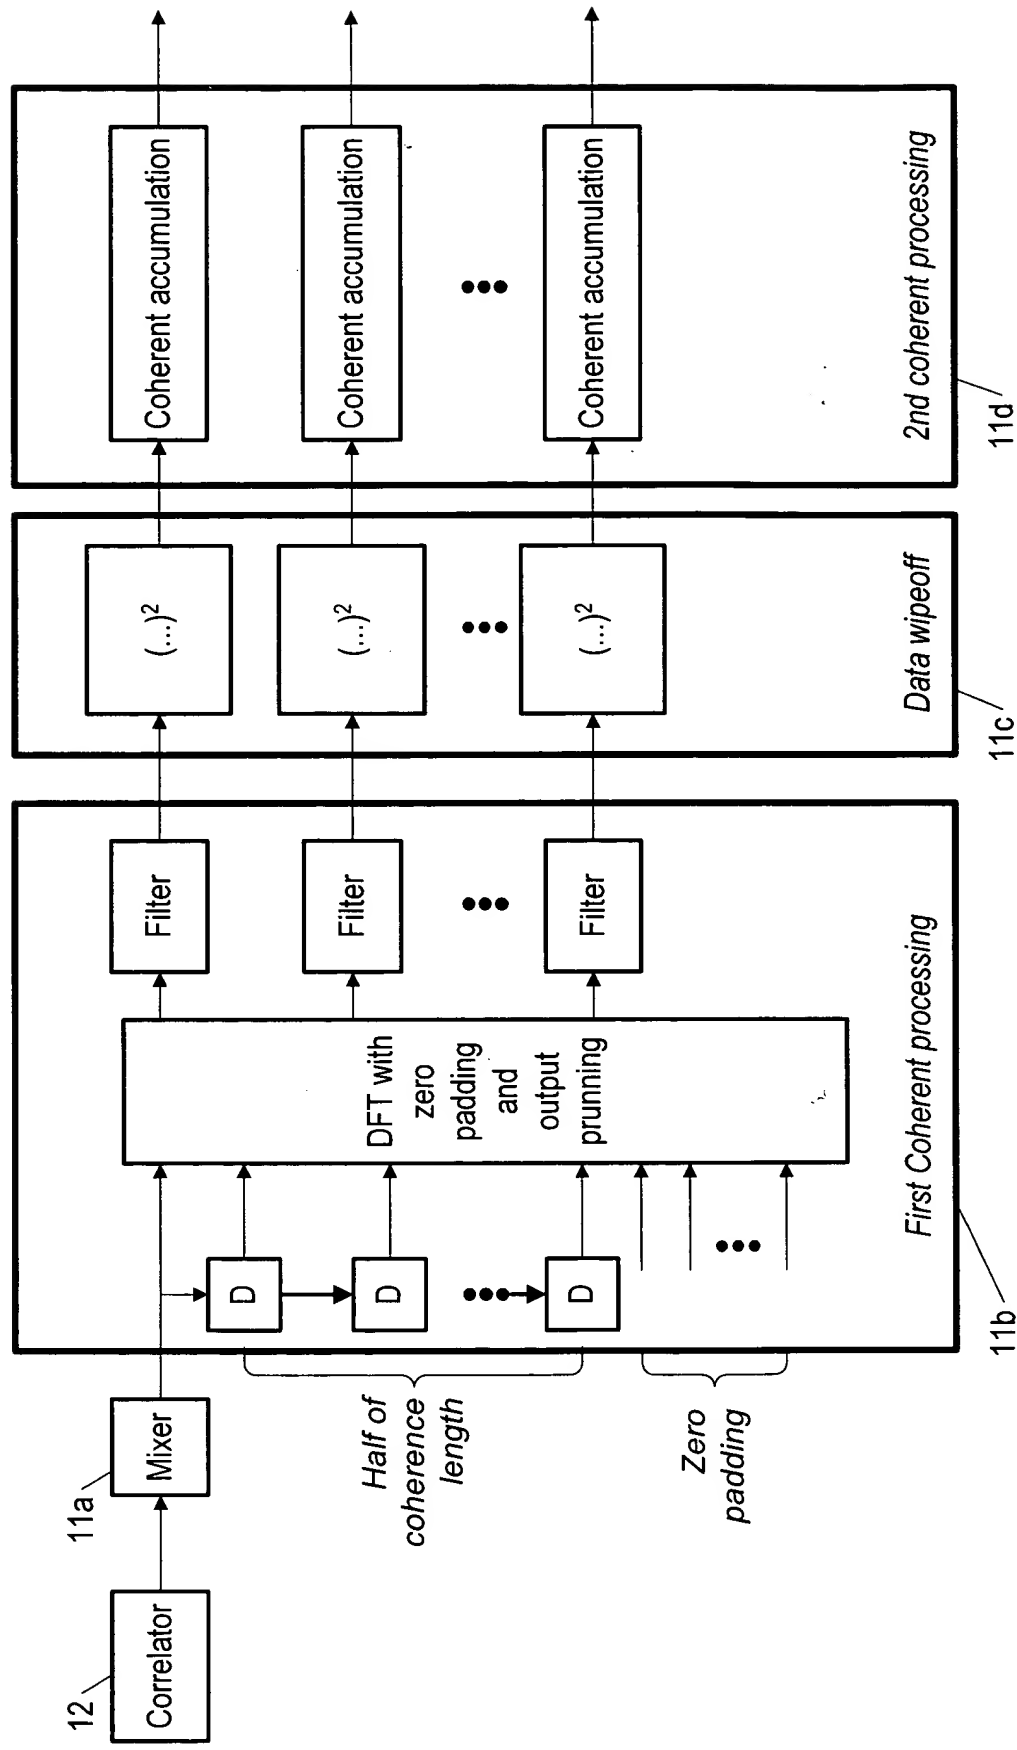 12
Correlator
11a
Mixer
Half of
coherence
length
Zero
padding
D
D
D
DFT with
zero
padding
and
output
prunning
Filter
Filter
Filter
First Coherent processing
11b
(...)²
(...)²
(...)²
Data wipeoff
11c
Coherent accumulation
Coherent accumulation
Coherent accumulation
2nd coherent processing
11d